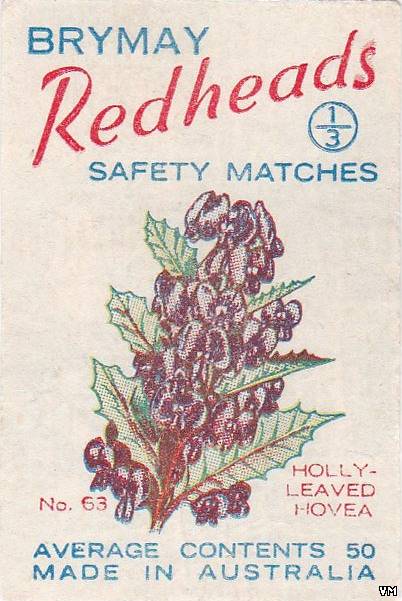 BRYMAY
Redheads
1/3
SAFETY MATCHES
No. 63
HOLLY-
LEAVED
HOVEA
AVERAGE CONTENTS 50
MADE IN AUSTRALIA
VM